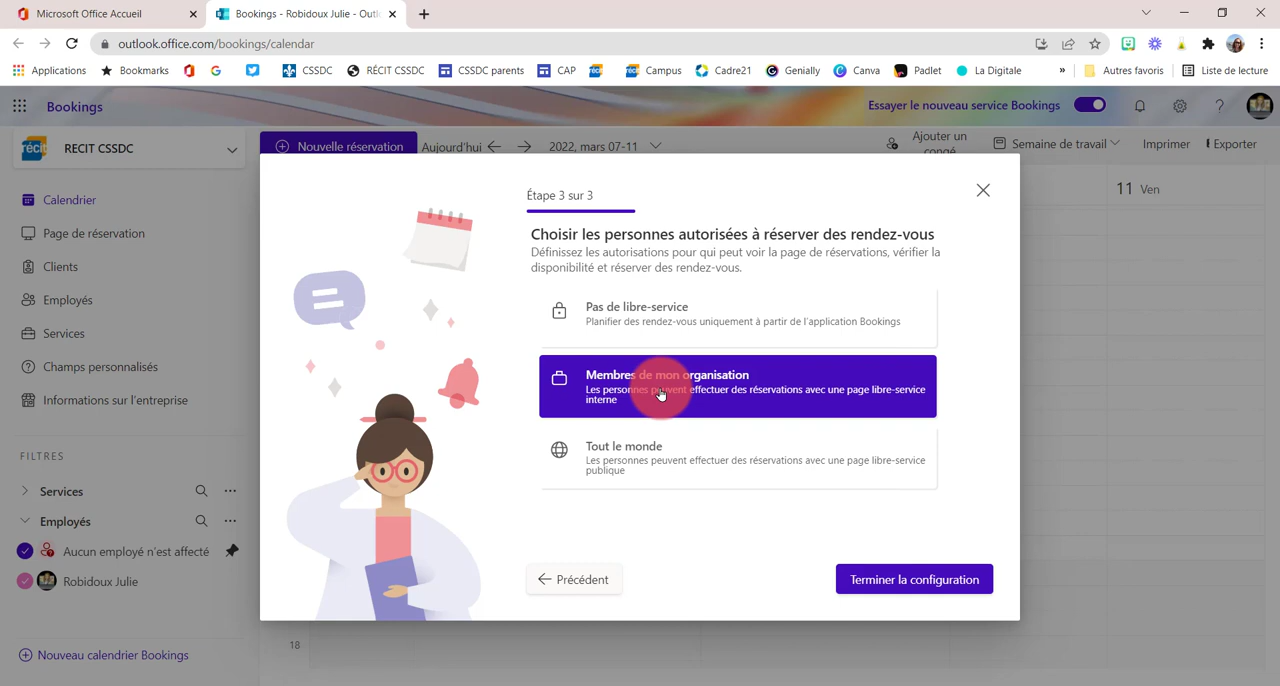 Microsoft Office Accueil
Bookings - Robidoux Julie - Outl
outlook.office.com/bookings/calendar
Applications
Bookmarks
CSSDC
RÉCIT CSSDC
CSSDC parents
CAP
Campus
Cadre21
Genially
Canva
Padlet
La Digitale
»
Autres favoris
Liste de lecture
Bookings
Essayer le nouveau service Bookings
récit
RECIT CSSDC
Nouvelle réservation
Aujourd'hui
2022, mars 07-11
Ajouter un
congé
Semaine de travail
Imprimer
Exporter
11 Ven
Calendrier
Page de réservation
Clients
Employés
Services
Champs personnalisés
Informations sur l'entreprise
FILTRES
Services
Employés
Aucun employé n'est affecté
Robidoux Julie
Nouveau calendrier Bookings
Étape 3 sur 3
Choisir les personnes autorisées à réserver des rendez-vous
Définissez les autorisations pour qui peut voir la page de réservations, vérifier la
disponibilité et réserver des rendez-vous.
Pas de libre-service
Planifier des rendez-vous uniquement à partir de l'application Bookings
Membres de mon organisation
Les personnes peuvent effectuer des réservations avec une page libre-service
interne
Tout le monde
Les personnes peuvent effectuer des réservations avec une page libre-service
publique
Précédent
Terminer la configuration
18